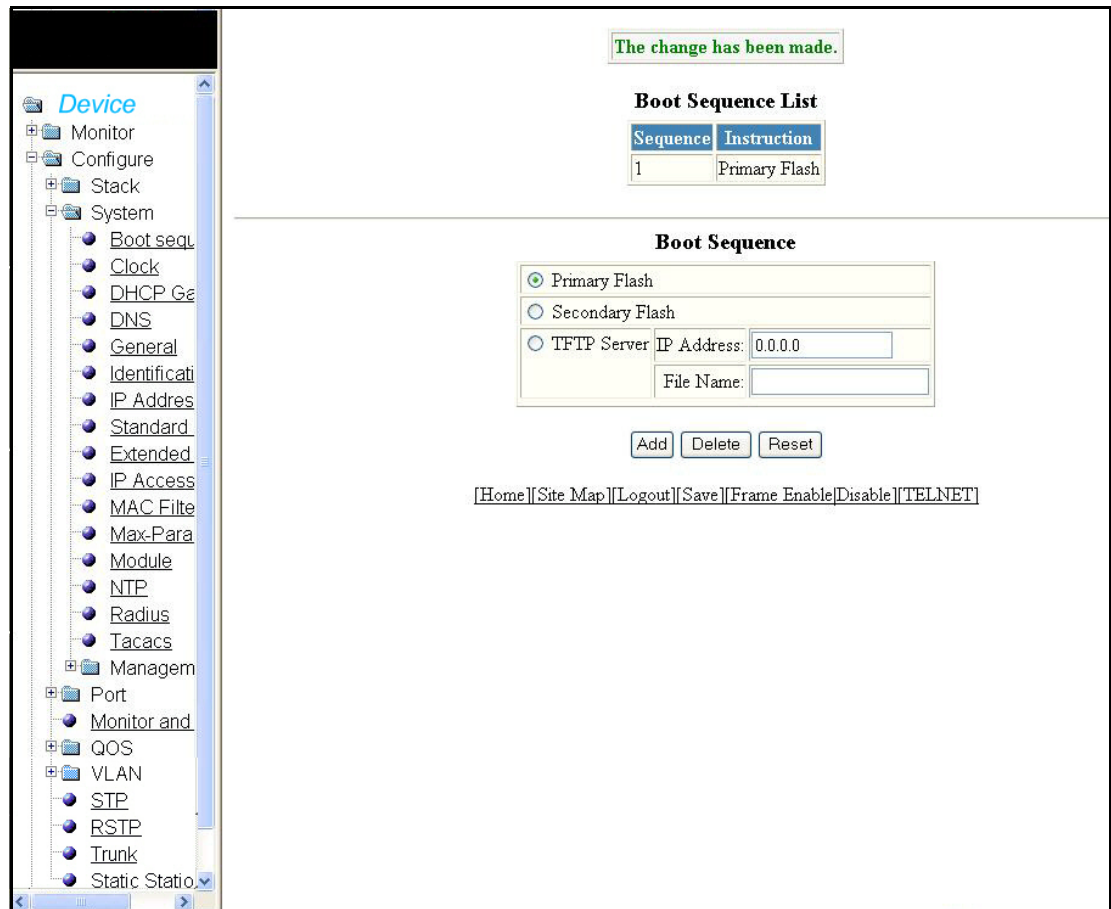 Device
Monitor
Configure
Stack
System
Boot sequ
Clock
DHCP Ga
DNS
General
Identificati
IP Addres
Standard
Extended
IP Access
MAC Filte
Max-Para
Module
NTP
Radius
Tacacs
Managem
Port
Monitor and
QOS
VLAN
STP
RSTP
Trunk
Static Statio
The change has been made.
Boot Sequence List
Sequence Instruction
1 Primary Flash
Boot Sequence
Primary Flash
Secondary Flash
TFTP Server IP Address: 0.0.0.0
File Name:
Add Delete Reset
[Home][Site Map][Logout][Save][Frame Enable|Disable][TELNET]